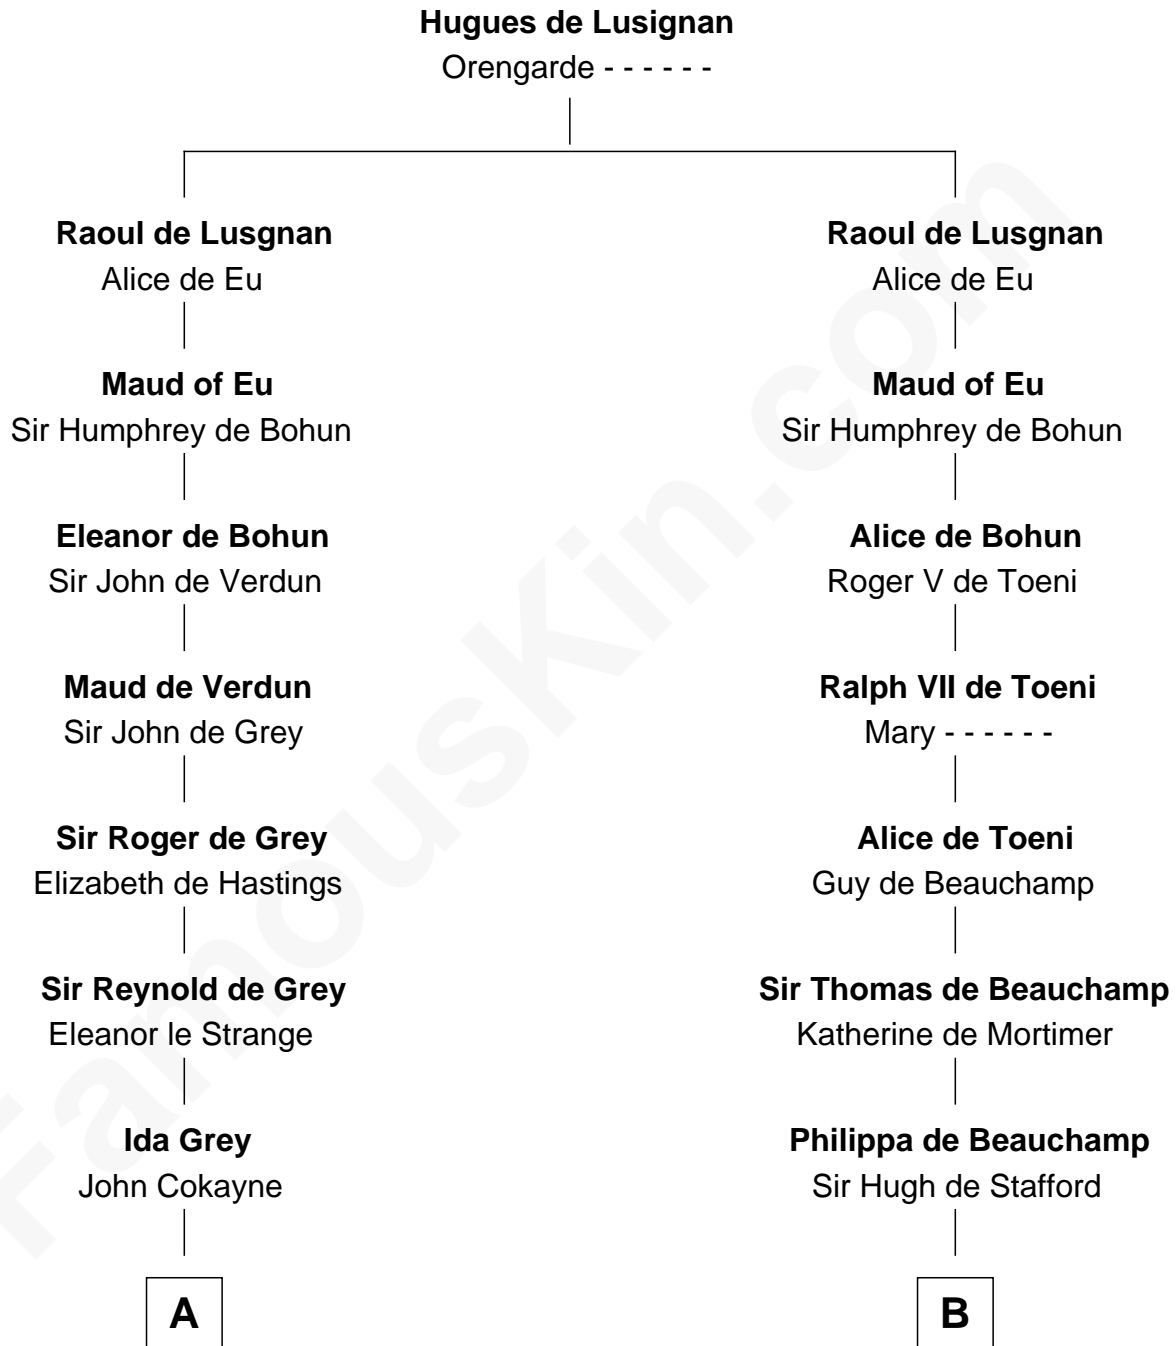 Hugues de Lusignan
Orengarde - - - - - -
Raoul de Lusgnan
Alice de Eu
Maud of Eu
Sir Humphrey de Bohun
Eleanor de Bohun
Sir John de Verdun
Maud de Verdun
Sir John de Grey
Sir Roger de Grey
Elizabeth de Hastings
Sir Reynold de Grey
Eleanor le Strange
Ida Grey
John Cokayne
A
Raoul de Lusgnan
Alice de Eu
Maud of Eu
Sir Humphrey de Bohun
Alice de Bohun
Roger V de Toeni
Ralph VII de Toeni
Mary - - - - - -
Alice de Toeni
Guy de Beauchamp
Sir Thomas de Beauchamp
Katherine de Mortimer
Philippa de Beauchamp
Sir Hugh de Stafford
B
FamousKin.com